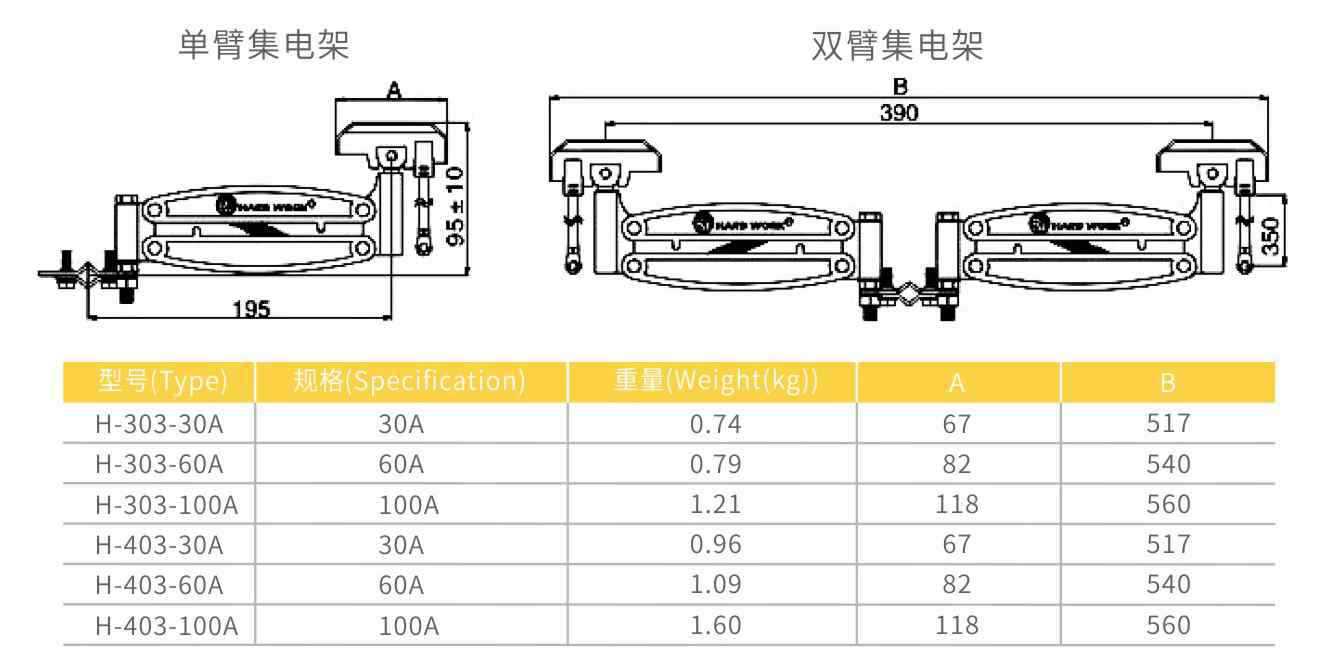 单臂集电架
双臂集电架
A
95±10
HARD WORK
195
B
390
HARD WORK
HARD WORK
350
型号(Type) 规格(Specification) 重量(Weight(kg)) A B
H-303-30A 30A 0.74 67 517
H-303-60A 60A 0.79 82 540
H-303-100A 100A 1.21 118 560
H-403-30A 30A 0.96 67 517
H-403-60A 60A 1.09 82 540
H-403-100A 100A 1.60 118 560